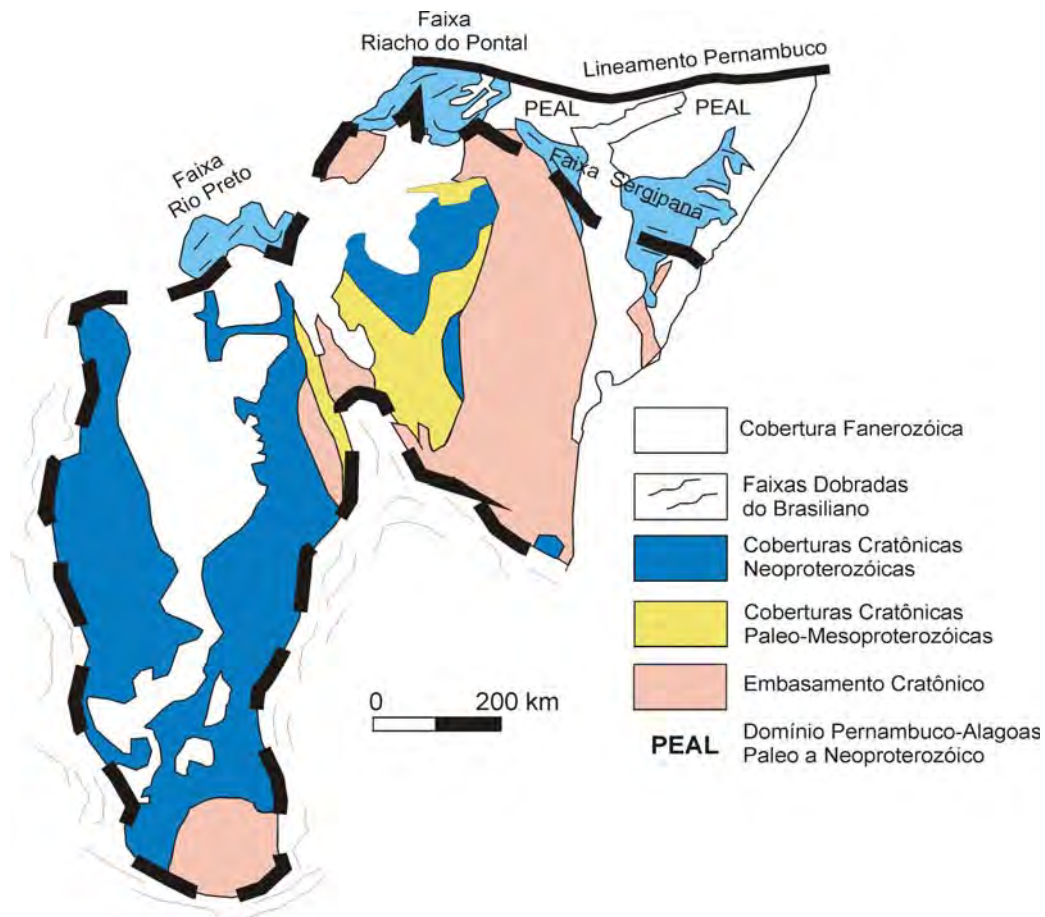 Faixa
Riacho do Pontal
Lineamento Pernambuco
PEAL
PEAL
Faixa
Rio Preto
Faixa Sergipana
Cobertura Fanerozóica
Faixas Dobradas
do Brasiliano
Coberturas Cratônicas
Neoproterozóicas
Coberturas Cratônicas
Paleo-Mesoproterozóicas
Embasamento Cratônico
0 200 km
PEAL Domínio Pernambuco-Alagoas
Paleo a Neoproterozóico